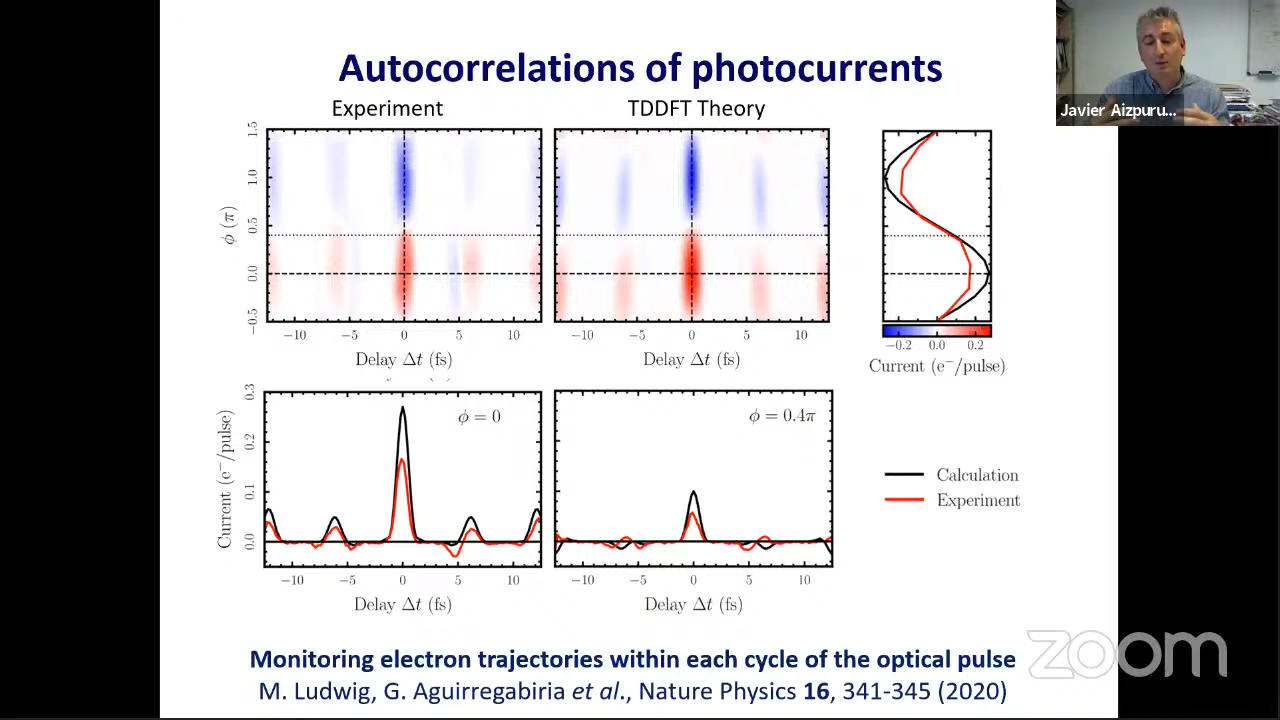 Autocorrelations of photocurrents
Javier Aizpuru...
Experiment
TDDFT Theory
1.5
1.0
0.5
0.0
−0.5
ϕ (π)
−10 −5 0 5 10
Delay Δt (fs)
−10 −5 0 5 10
Delay Δt (fs)
−0.2 0.0 0.2
Current (e⁻/pulse)
0.3
0.2
0.1
0.0
Current (e⁻/pulse)
ϕ = 0
ϕ = 0.4π
−10 −5 0 5 10
Delay Δt (fs)
−10 −5 0 5 10
Delay Δt (fs)
Calculation
Experiment
Monitoring electron trajectories within each cycle of the optical pulse
M. Ludwig, G. Aguirregabiria et al., Nature Physics 16, 341-345 (2020)
zoom